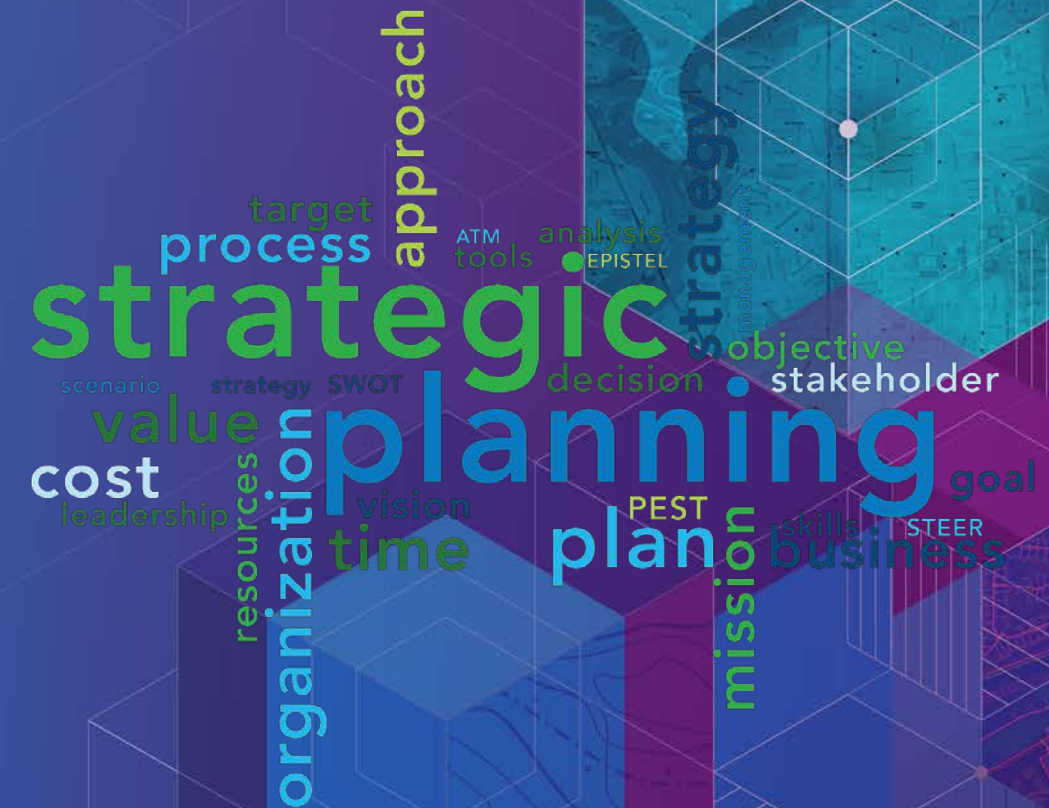 approach
target
process
ATM
analysis
tools
EPISTEL
strategic
strategy
management
objective
scenario
strategy
SWOT
decision
stakeholder
value
planning
cost
leadership
resources
organization
vision
time
PEST
plan
mission
skills
STEER
business
goal